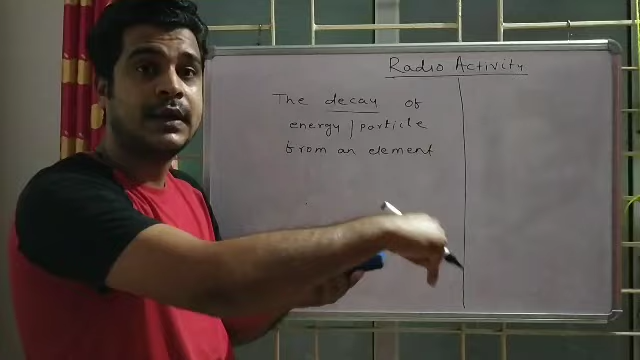 Radio Activity
The decay of
energy / particle
from an element